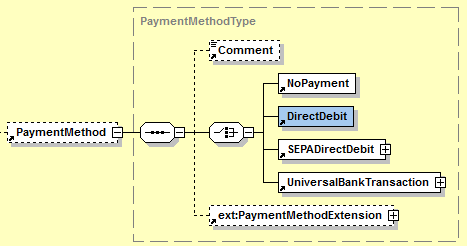 PaymentMethodType
Comment
NoPayment
DirectDebit
PaymentMethod
SEPADirectDebit
UniversalBankTransaction
ext:PaymentMethodExtension